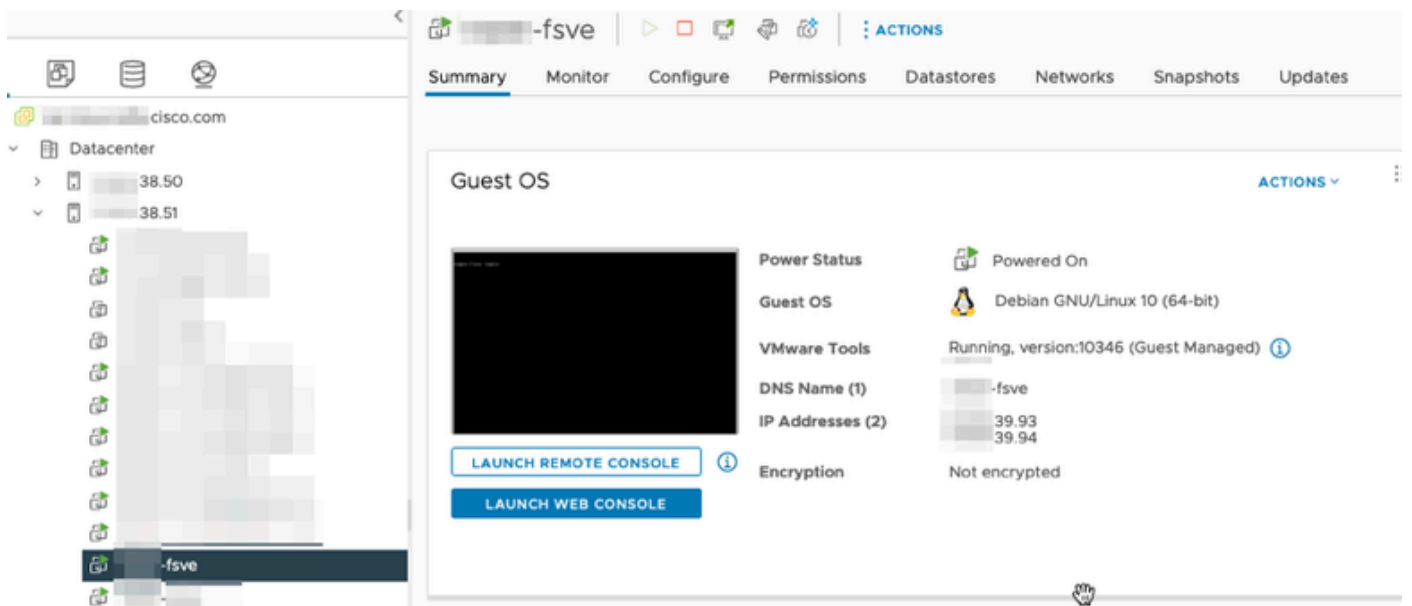 -fsve
ACTIONS
Summary Monitor Configure Permissions Datastores Networks Snapshots Updates
cisco.com
Datacenter
38.50
38.51
-fsve
Guest OS
ACTIONS
Power Status Powered On
Guest OS Debian GNU/Linux 10 (64-bit)
VMware Tools Running, version:10346 (Guest Managed)
DNS Name (1) -fsve
IP Addresses (2) 39.93
39.94
Encryption Not encrypted
LAUNCH REMOTE CONSOLE
LAUNCH WEB CONSOLE